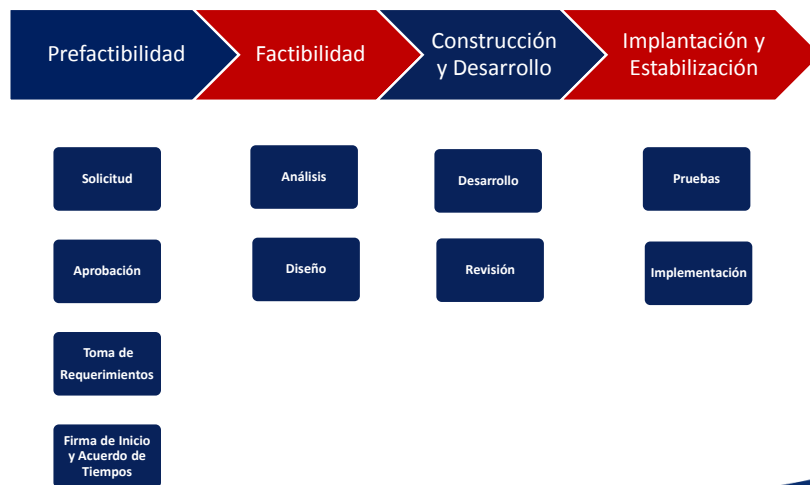 Prefactibilidad
Factibilidad
Construcción
y Desarrollo
Implantación y
Estabilización
Solicitud
Análisis
Desarrollo
Pruebas
Aprobación
Diseño
Revisión
Implementación
Toma de
Requerimientos
Firma de Inicio
y Acuerdo de
Tiempos